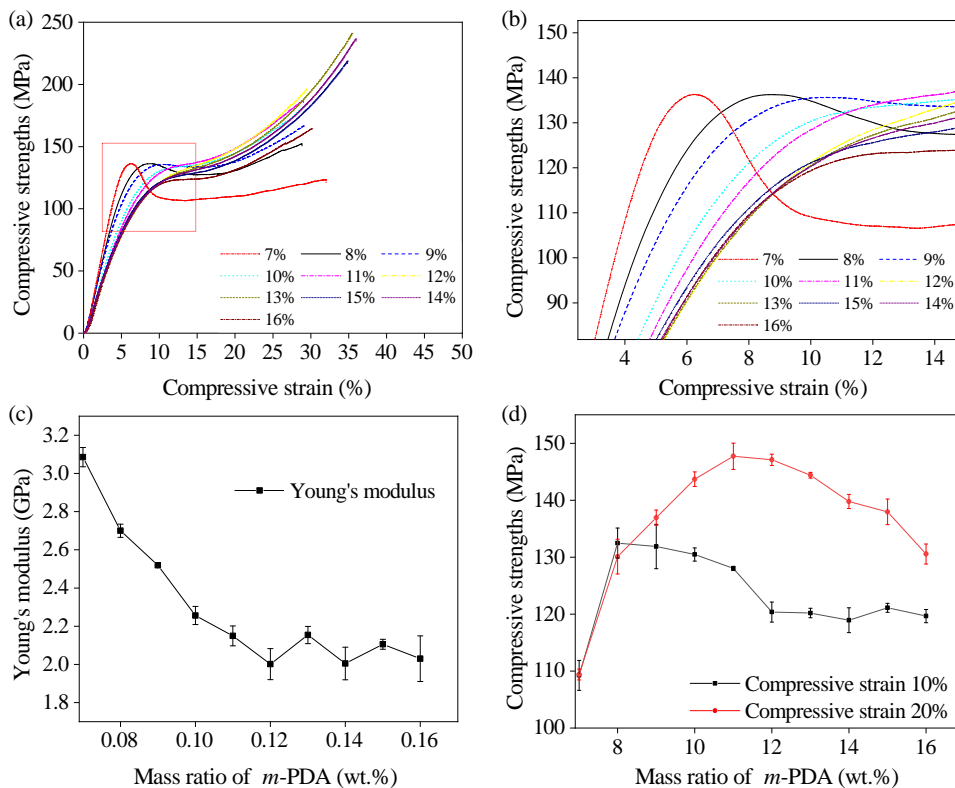 (a)
250
200
150
100
50
0
Compressive strengths (MPa)
7% 8% 9%
10% 11% 12%
13% 15% 14%
16%
0 5 10 15 20 25 30 35 40 45 50
Compressive strain (%)
(b)
150
140
130
120
110
100
90
Compressive strengths (MPa)
7% 8% 9%
10% 11% 12%
13% 15% 14%
16%
4 6 8 10 12 14
Compressive strain (%)
(c)
3.2
3.0
2.8
2.6
2.4
2.2
2.0
1.8
Young's modulus (GPa)
Young's modulus
0.08 0.10 0.12 0.14 0.16
Mass ratio of m-PDA (wt.%)
(d)
150
140
130
120
110
100
Compressive strengths (MPa)
Compressive strain 10%
Compressive strain 20%
8 10 12 14 16
Mass ratio of m-PDA (wt.%)